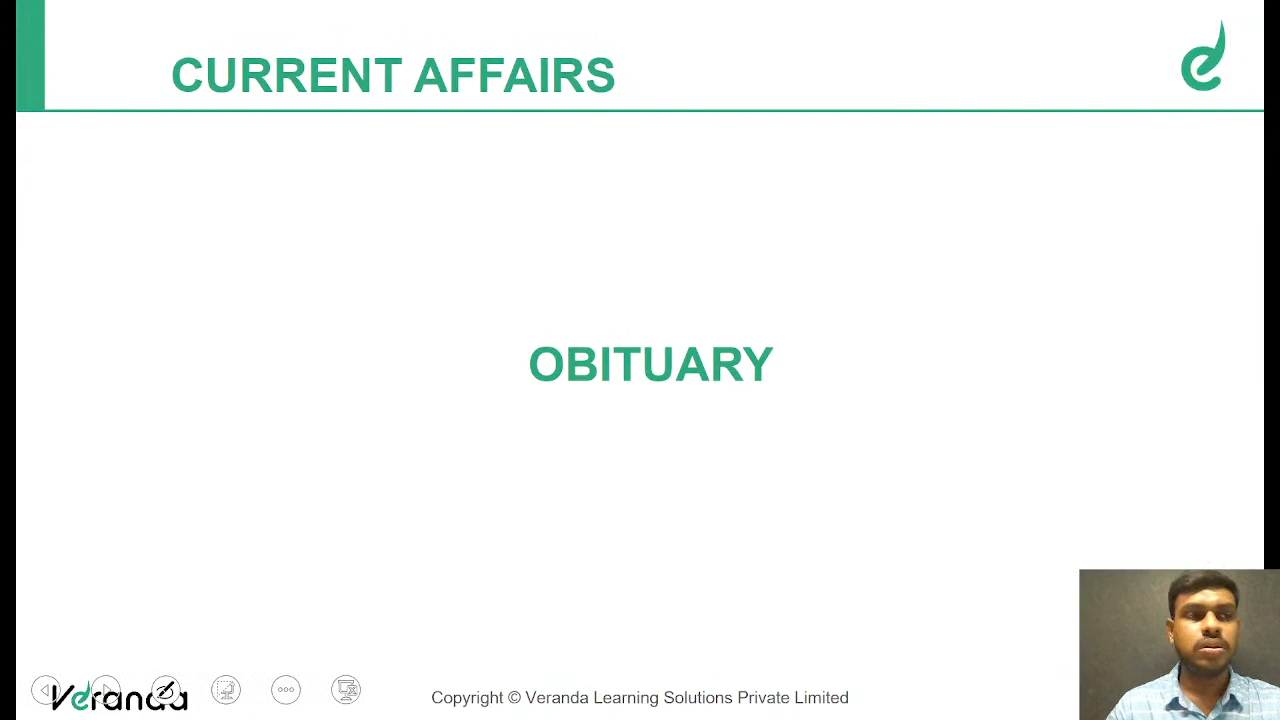 CURRENT AFFAIRS
OBITUARY
Veranda
Copyright © Veranda Learning Solutions Private Limited